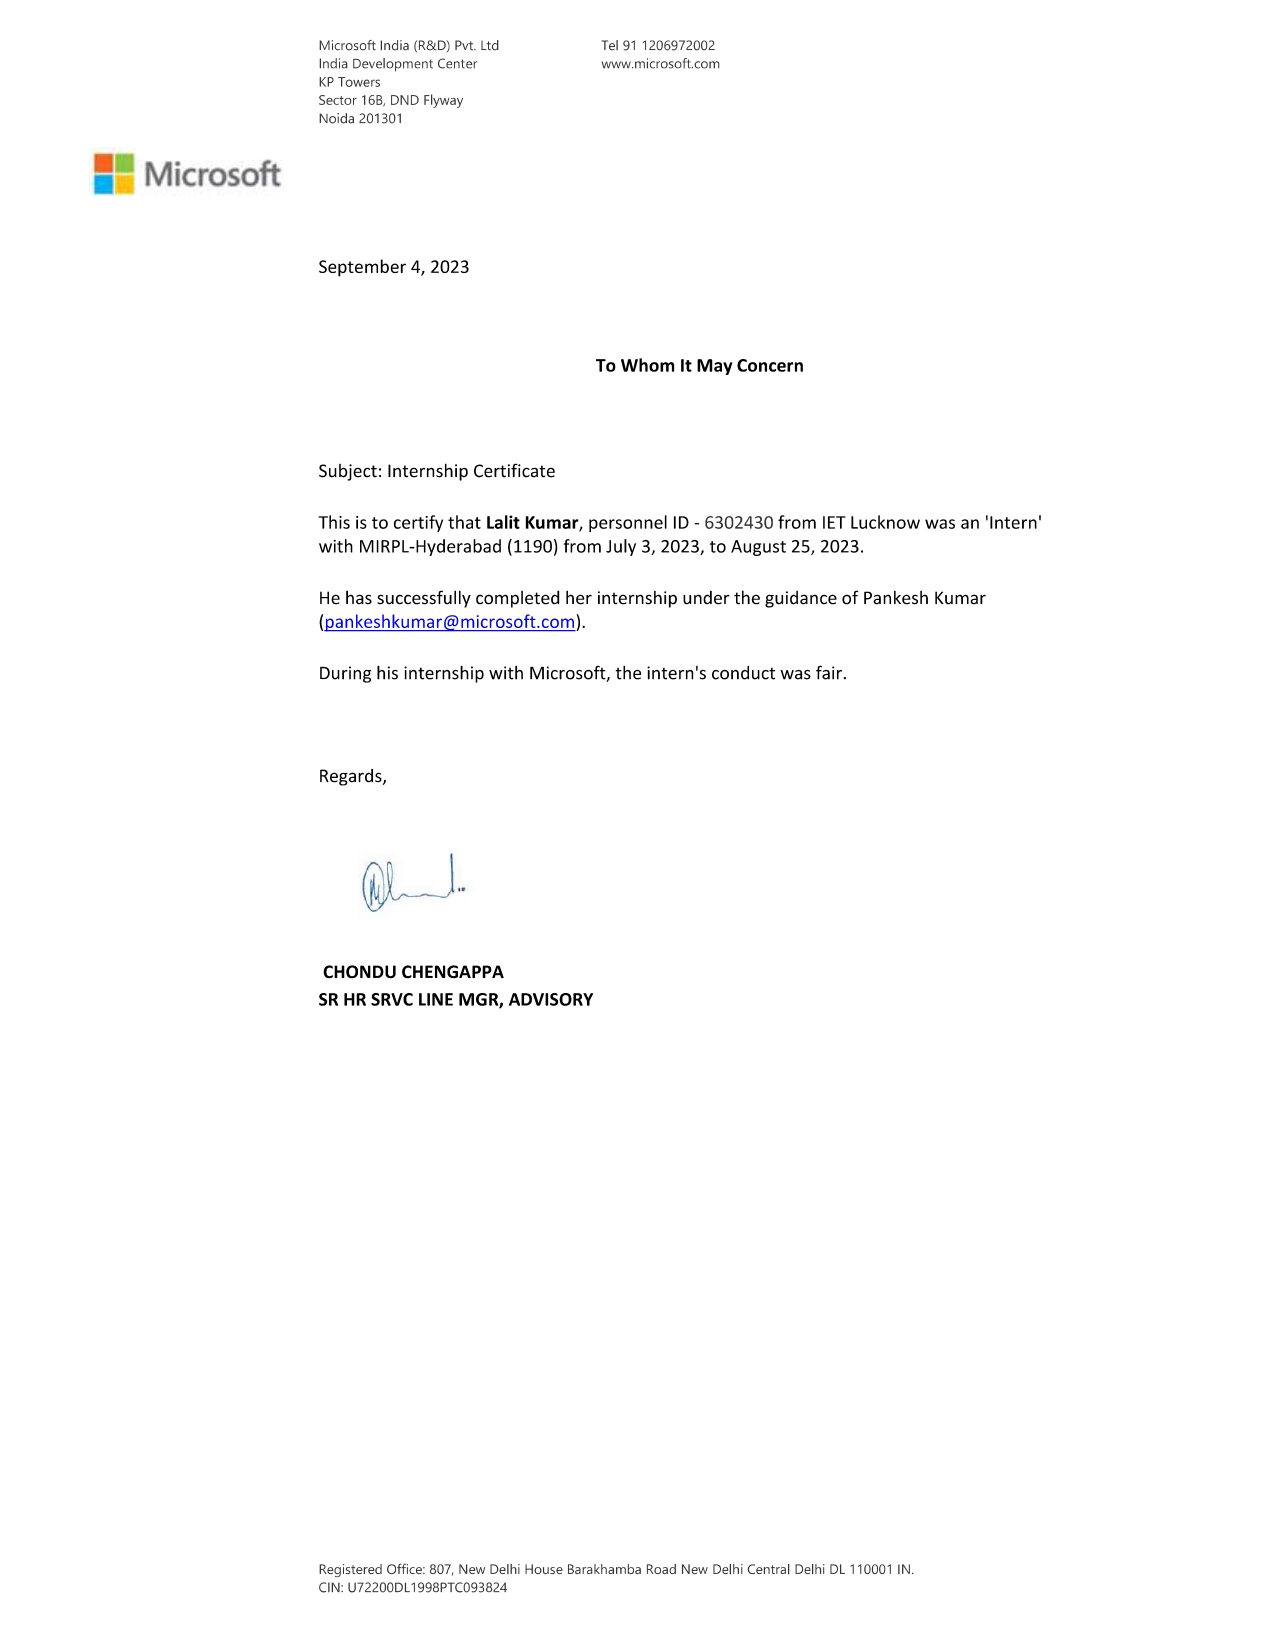 Microsoft India (R&D) Pvt. Ltd
India Development Center
KP Towers
Sector 16B, DND Flyway
Noida 201301
Tel 91 1206972002
www.microsoft.com
Microsoft
September 4, 2023
To Whom It May Concern
Subject: Internship Certificate
This is to certify that Lalit Kumar, personnel ID - 6302430 from IET Lucknow was an 'Intern'
with MIRPL-Hyderabad (1190) from July 3, 2023, to August 25, 2023.
He has successfully completed her internship under the guidance of Pankesh Kumar
(pankeshkumar@microsoft.com).
During his internship with Microsoft, the intern's conduct was fair.
Regards,
CHONDU CHENGAPPA
SR HR SRVC LINE MGR, ADVISORY
Registered Office: 807, New Delhi House Barakhamba Road New Delhi Central Delhi DL 110001 IN.
CIN: U72200DL1998PTC093824